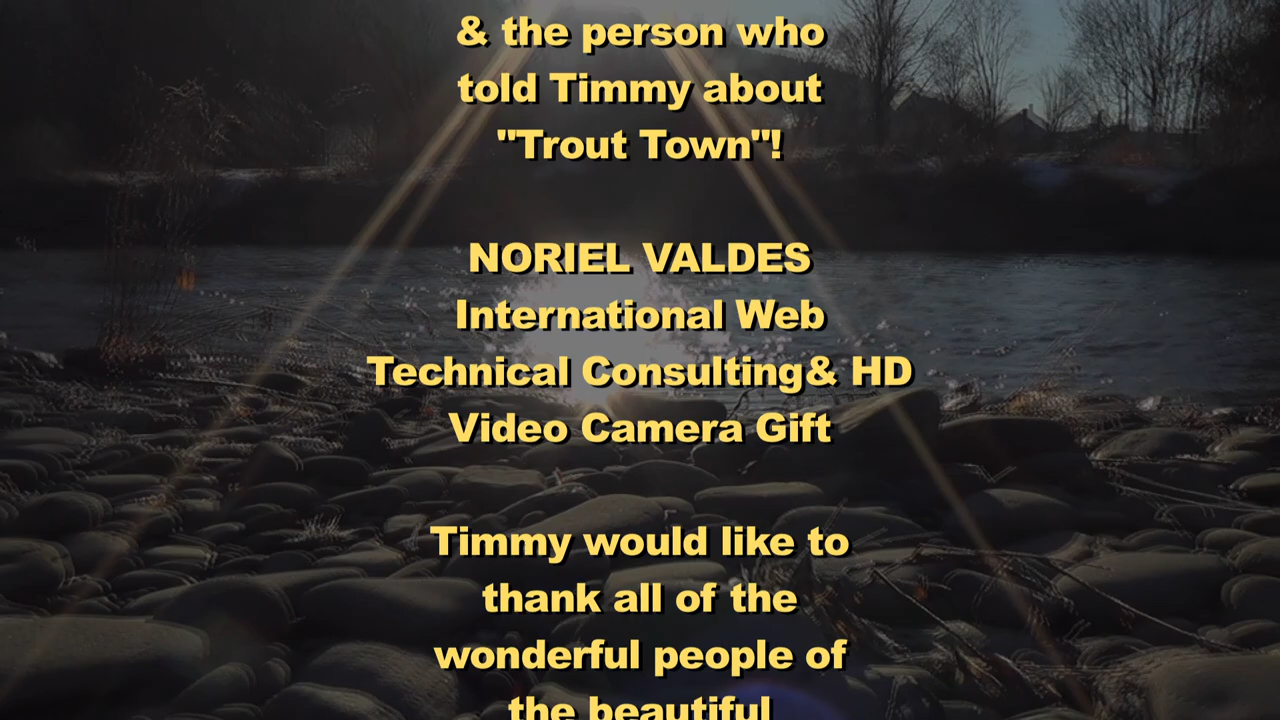 & the person who
told Timmy about
"Trout Town"!
NORIEL VALDES
International Web
Technical Consulting& HD
Video Camera Gift
Timmy would like to
thank all of the
wonderful people of
the beautiful